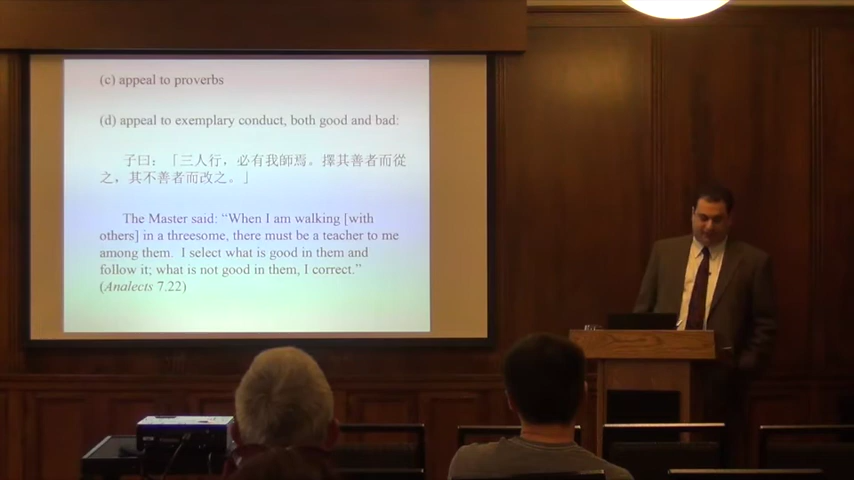 (c) appeal to proverbs
(d) appeal to exemplary conduct, both good and bad:
子曰：「三人行，必有我師焉。擇其善者而從
之，其不善者而改之。」
The Master said: “When I am walking [with
others] in a threesome, there must be a teacher to me
among them.  I select what is good in them and
follow it; what is not good in them, I correct.”
(Analects 7.22)